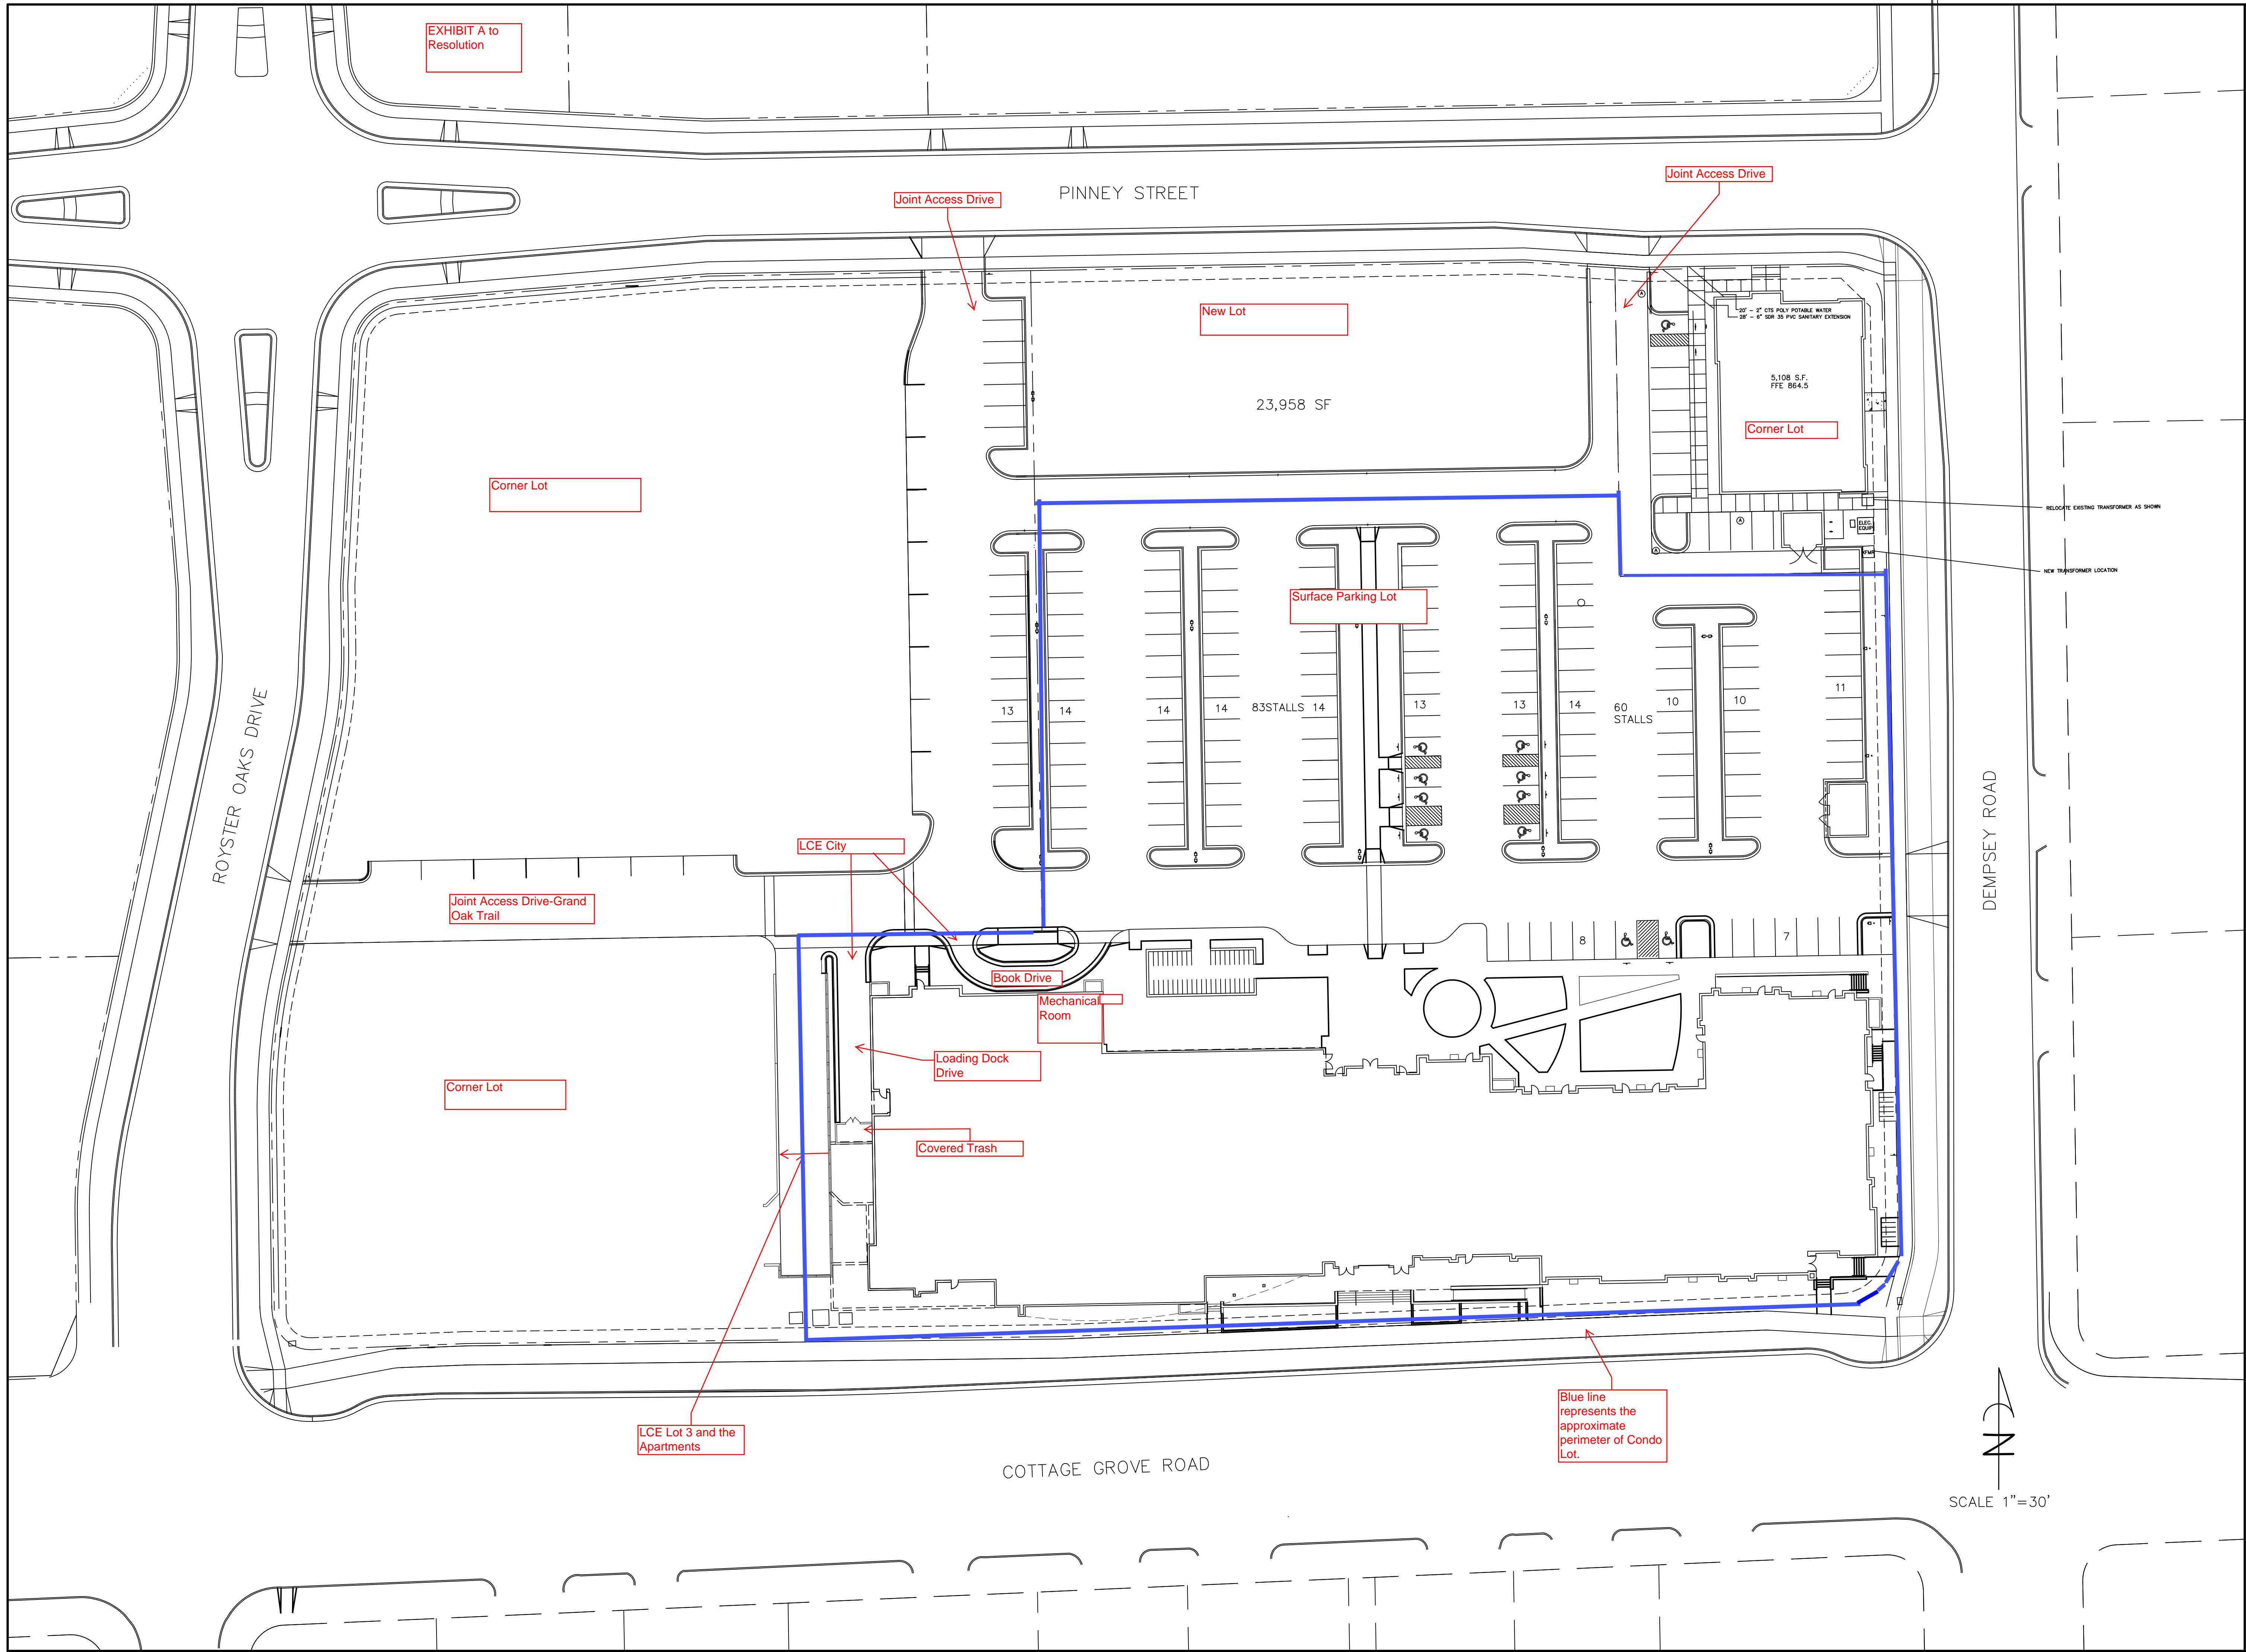 EXHIBIT A to
Resolution
PINNEY STREET
Joint Access Drive
Joint Access Drive
New Lot
23,958 SF
20' - 2" CTS POLY POTABLE WATER
28' - 6" SDR 35 PVC SANITARY EXTENSION
5,108 S.F.
FFE 864.5
Corner Lot
Corner Lot
A
A
A
ELEC.
EQUIP
XFMR
RELOCATE EXISTING TRANSFORMER AS SHOWN
NEW TRANSFORMER LOCATION
Surface Parking Lot
13
14
14
14
83STALLS
14
13
13
14
60
STALLS
10
10
11
ROYSTER OAKS DRIVE
DEMPSEY ROAD
LCE City
Joint Access Drive-Grand
Oak Trail
8
7
Book Drive
Mechanical
Room
Loading Dock
Drive
Corner Lot
Covered Trash
LCE Lot 3 and the
Apartments
Blue line
represents the
approximate
perimeter of Condo
Lot.
COTTAGE GROVE ROAD
N
SCALE 1"=30'